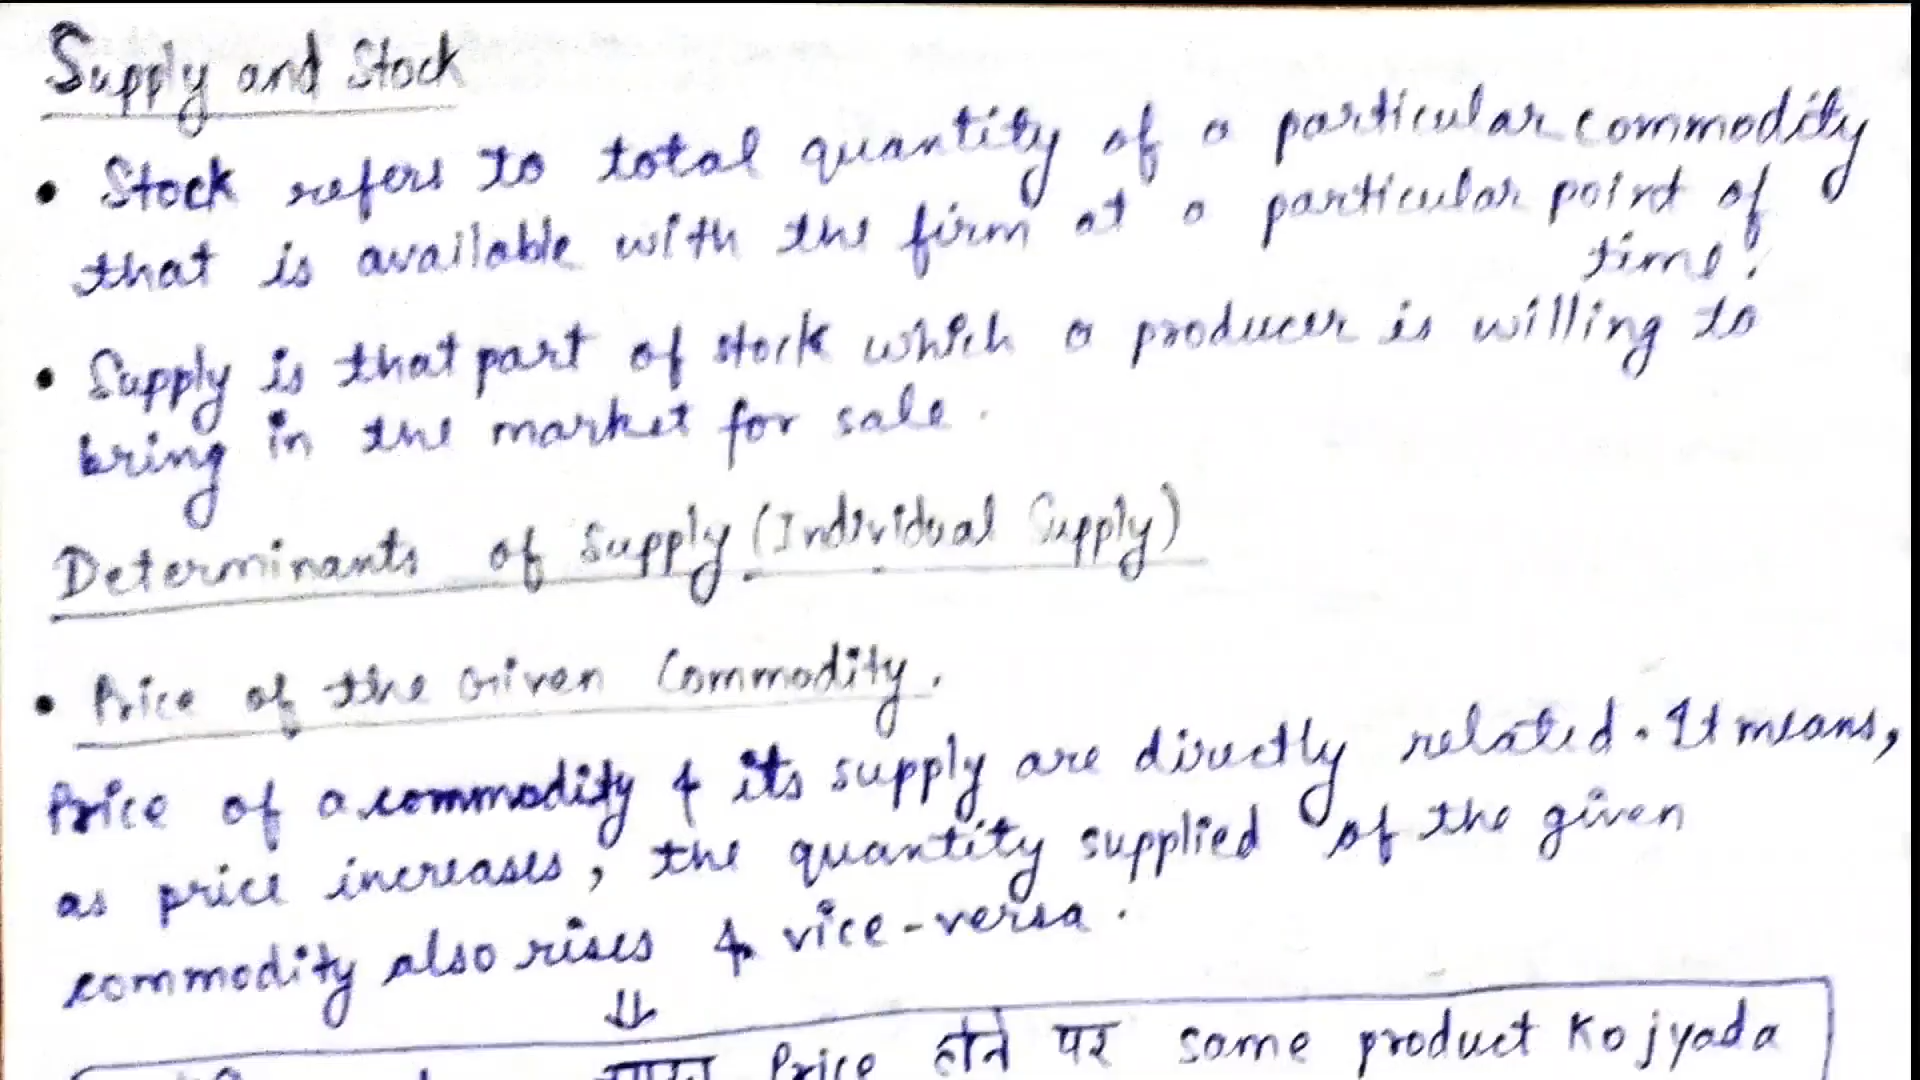 Supply and Stock
• Stock refers to total quantity of a particular commodity
that is available with the firm at a particular point of
time.
• Supply is that part of stock which a producer is willing to
bring in the market for sale.
Determinants of Supply (Individual Supply)
• Price of the Given Commodity.
Price of a commodity & its supply are directly related. It means,
as price increases, the quantity supplied of the given
commodity also rises & vice-versa.
⇓
Price होने पर same product Ko jyada